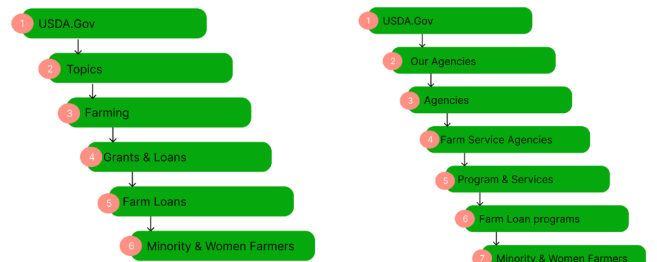 1 USDA.Gov
2 Topics
3 Farming
4 Grants & Loans
5 Farm Loans
6 Minority & Women Farmers
1 USDA.Gov
2 Our Agencies
3 Agencies
4 Farm Service Agencies
5 Program & Services
6 Farm Loan programs
7 Minority & Women Farmers